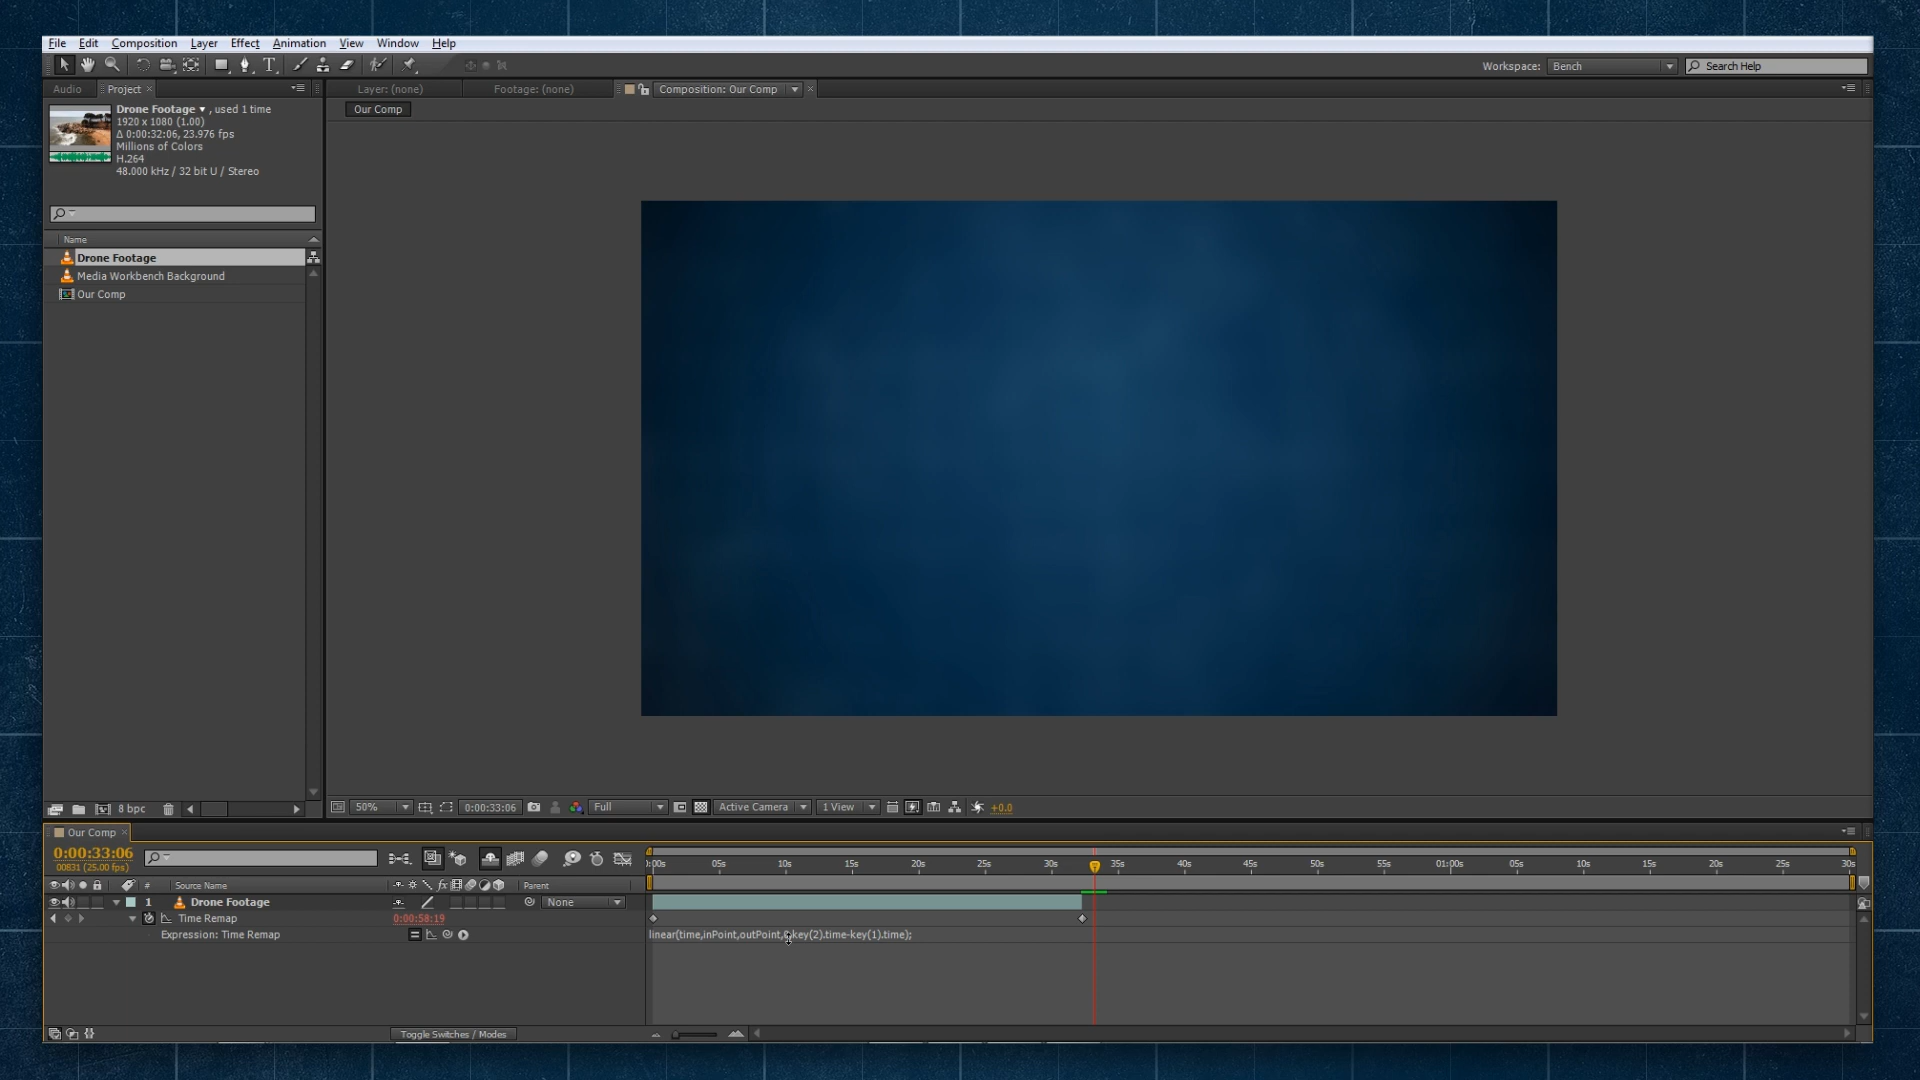 File Edit Composition Layer Effect Animation View Window Help
Workspace: Bench Search Help
Audio Project Layer: (none) Footage: (none) Composition: Our Comp
Our Comp
Drone Footage , used 1 time
1920 x 1080 (1.00)
Δ 0:00:32:06, 23.976 fps
Millions of Colors
H.264
48.000 kHz / 32 bit U / Stereo
Name
Drone Footage
Media Workbench Background
Our Comp
8 bpc
50% 0:00:33:06 Full Active Camera 1 View +0.0
Our Comp
0:00:33:06
00831 (25.00 fps)
0:00s 05s 10s 15s 20s 25s 30s 35s 40s 45s 50s 55s 01:00s 05s 10s 15s 20s 25s 30s
# Source Name fx Parent
1 Drone Footage None
Time Remap 0:00:58:19
Expression: Time Remap linear(time,inPoint,outPoint, key(2).time-key(1).time);
Toggle Switches / Modes